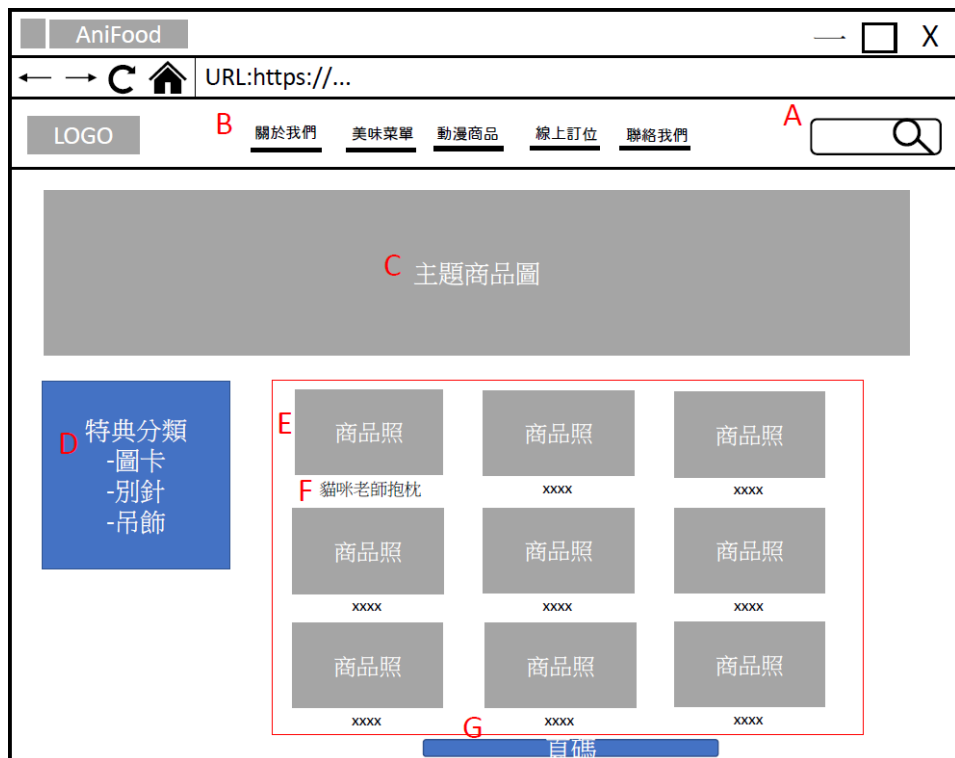 AniFood
X
URL:https://...
LOGO
B
關於我們
美味菜單
動漫商品
線上訂位
聯絡我們
A
C 主題商品圖
D 特典分類
-圖卡
-別針
-吊飾
E 商品照 商品照 商品照
F 貓咪老師抱枕 xxxx xxxx
商品照 商品照 商品照
xxxx xxxx xxxx
商品照 商品照 商品照
xxxx xxxx xxxx
G
頁碼